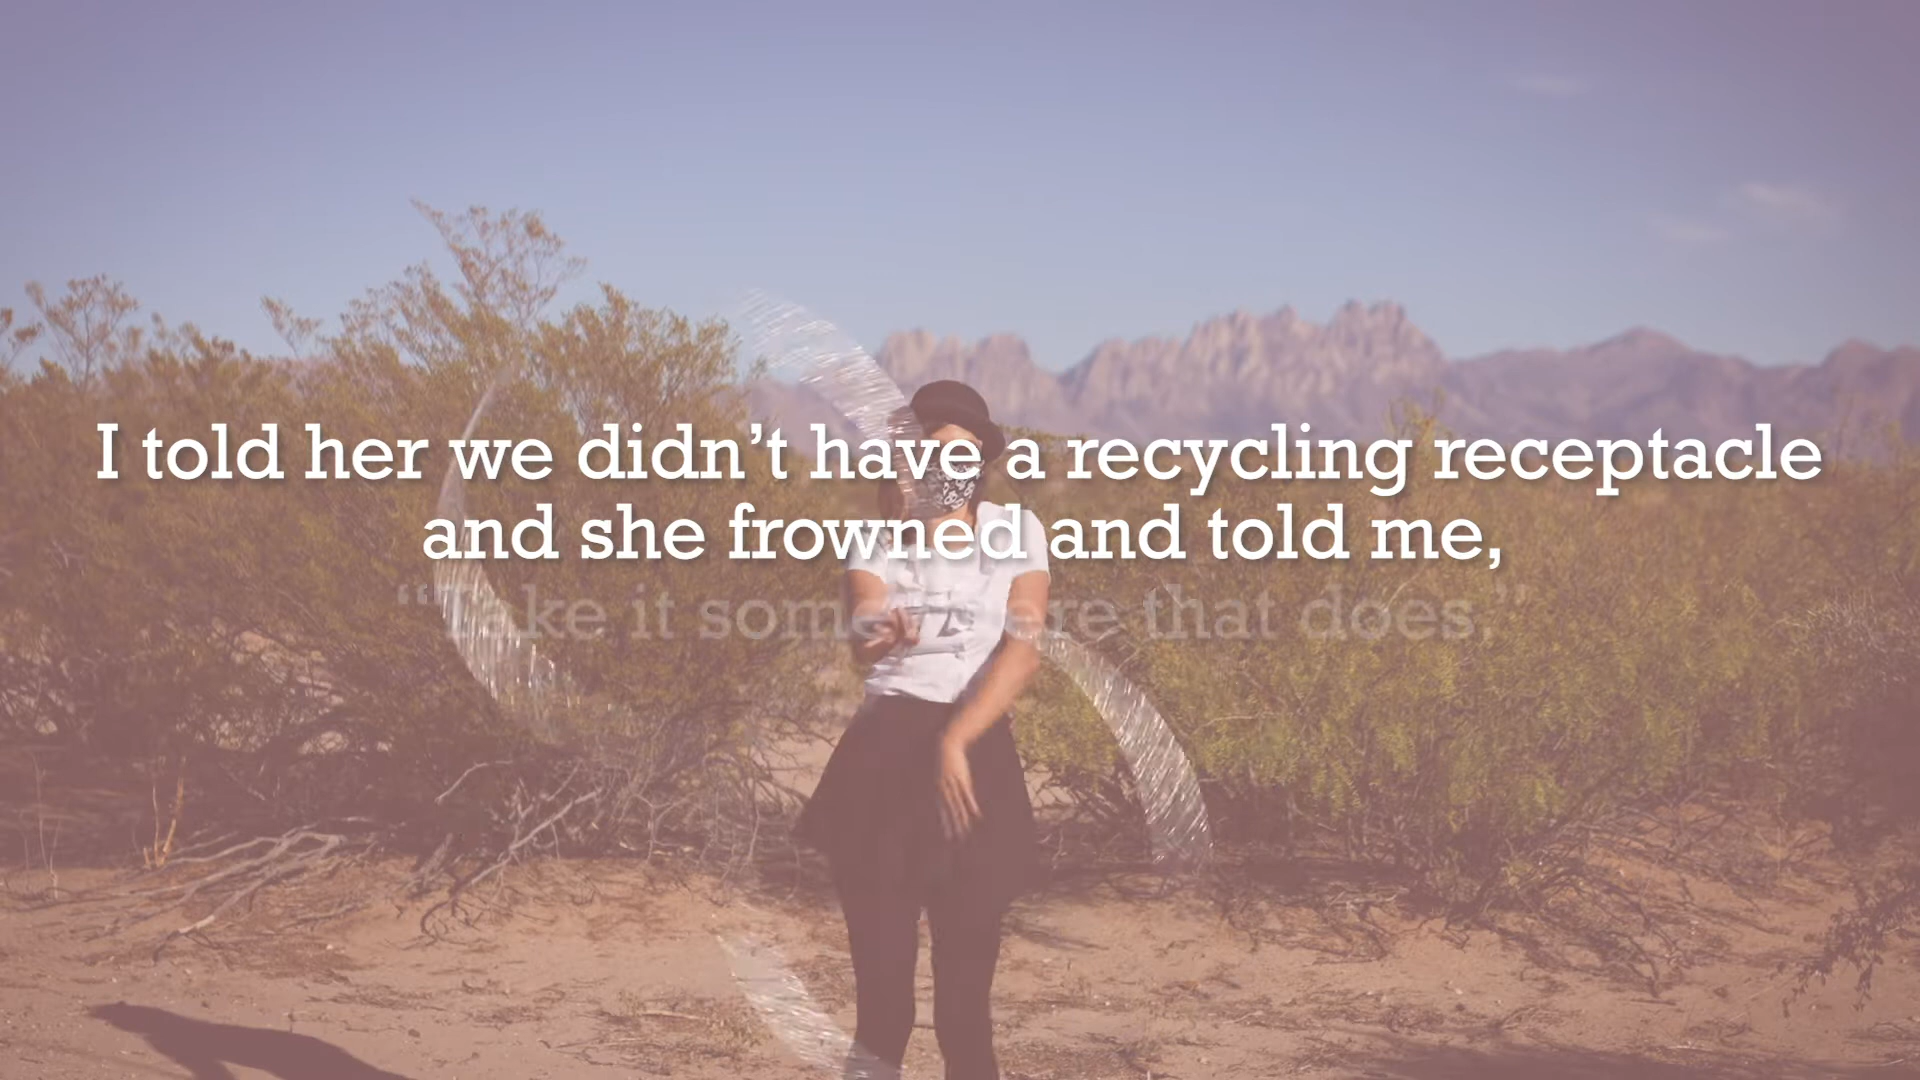 I told her we didn’t have a recycling receptacle
and she frowned and told me,
“Take it somewhere that does.”